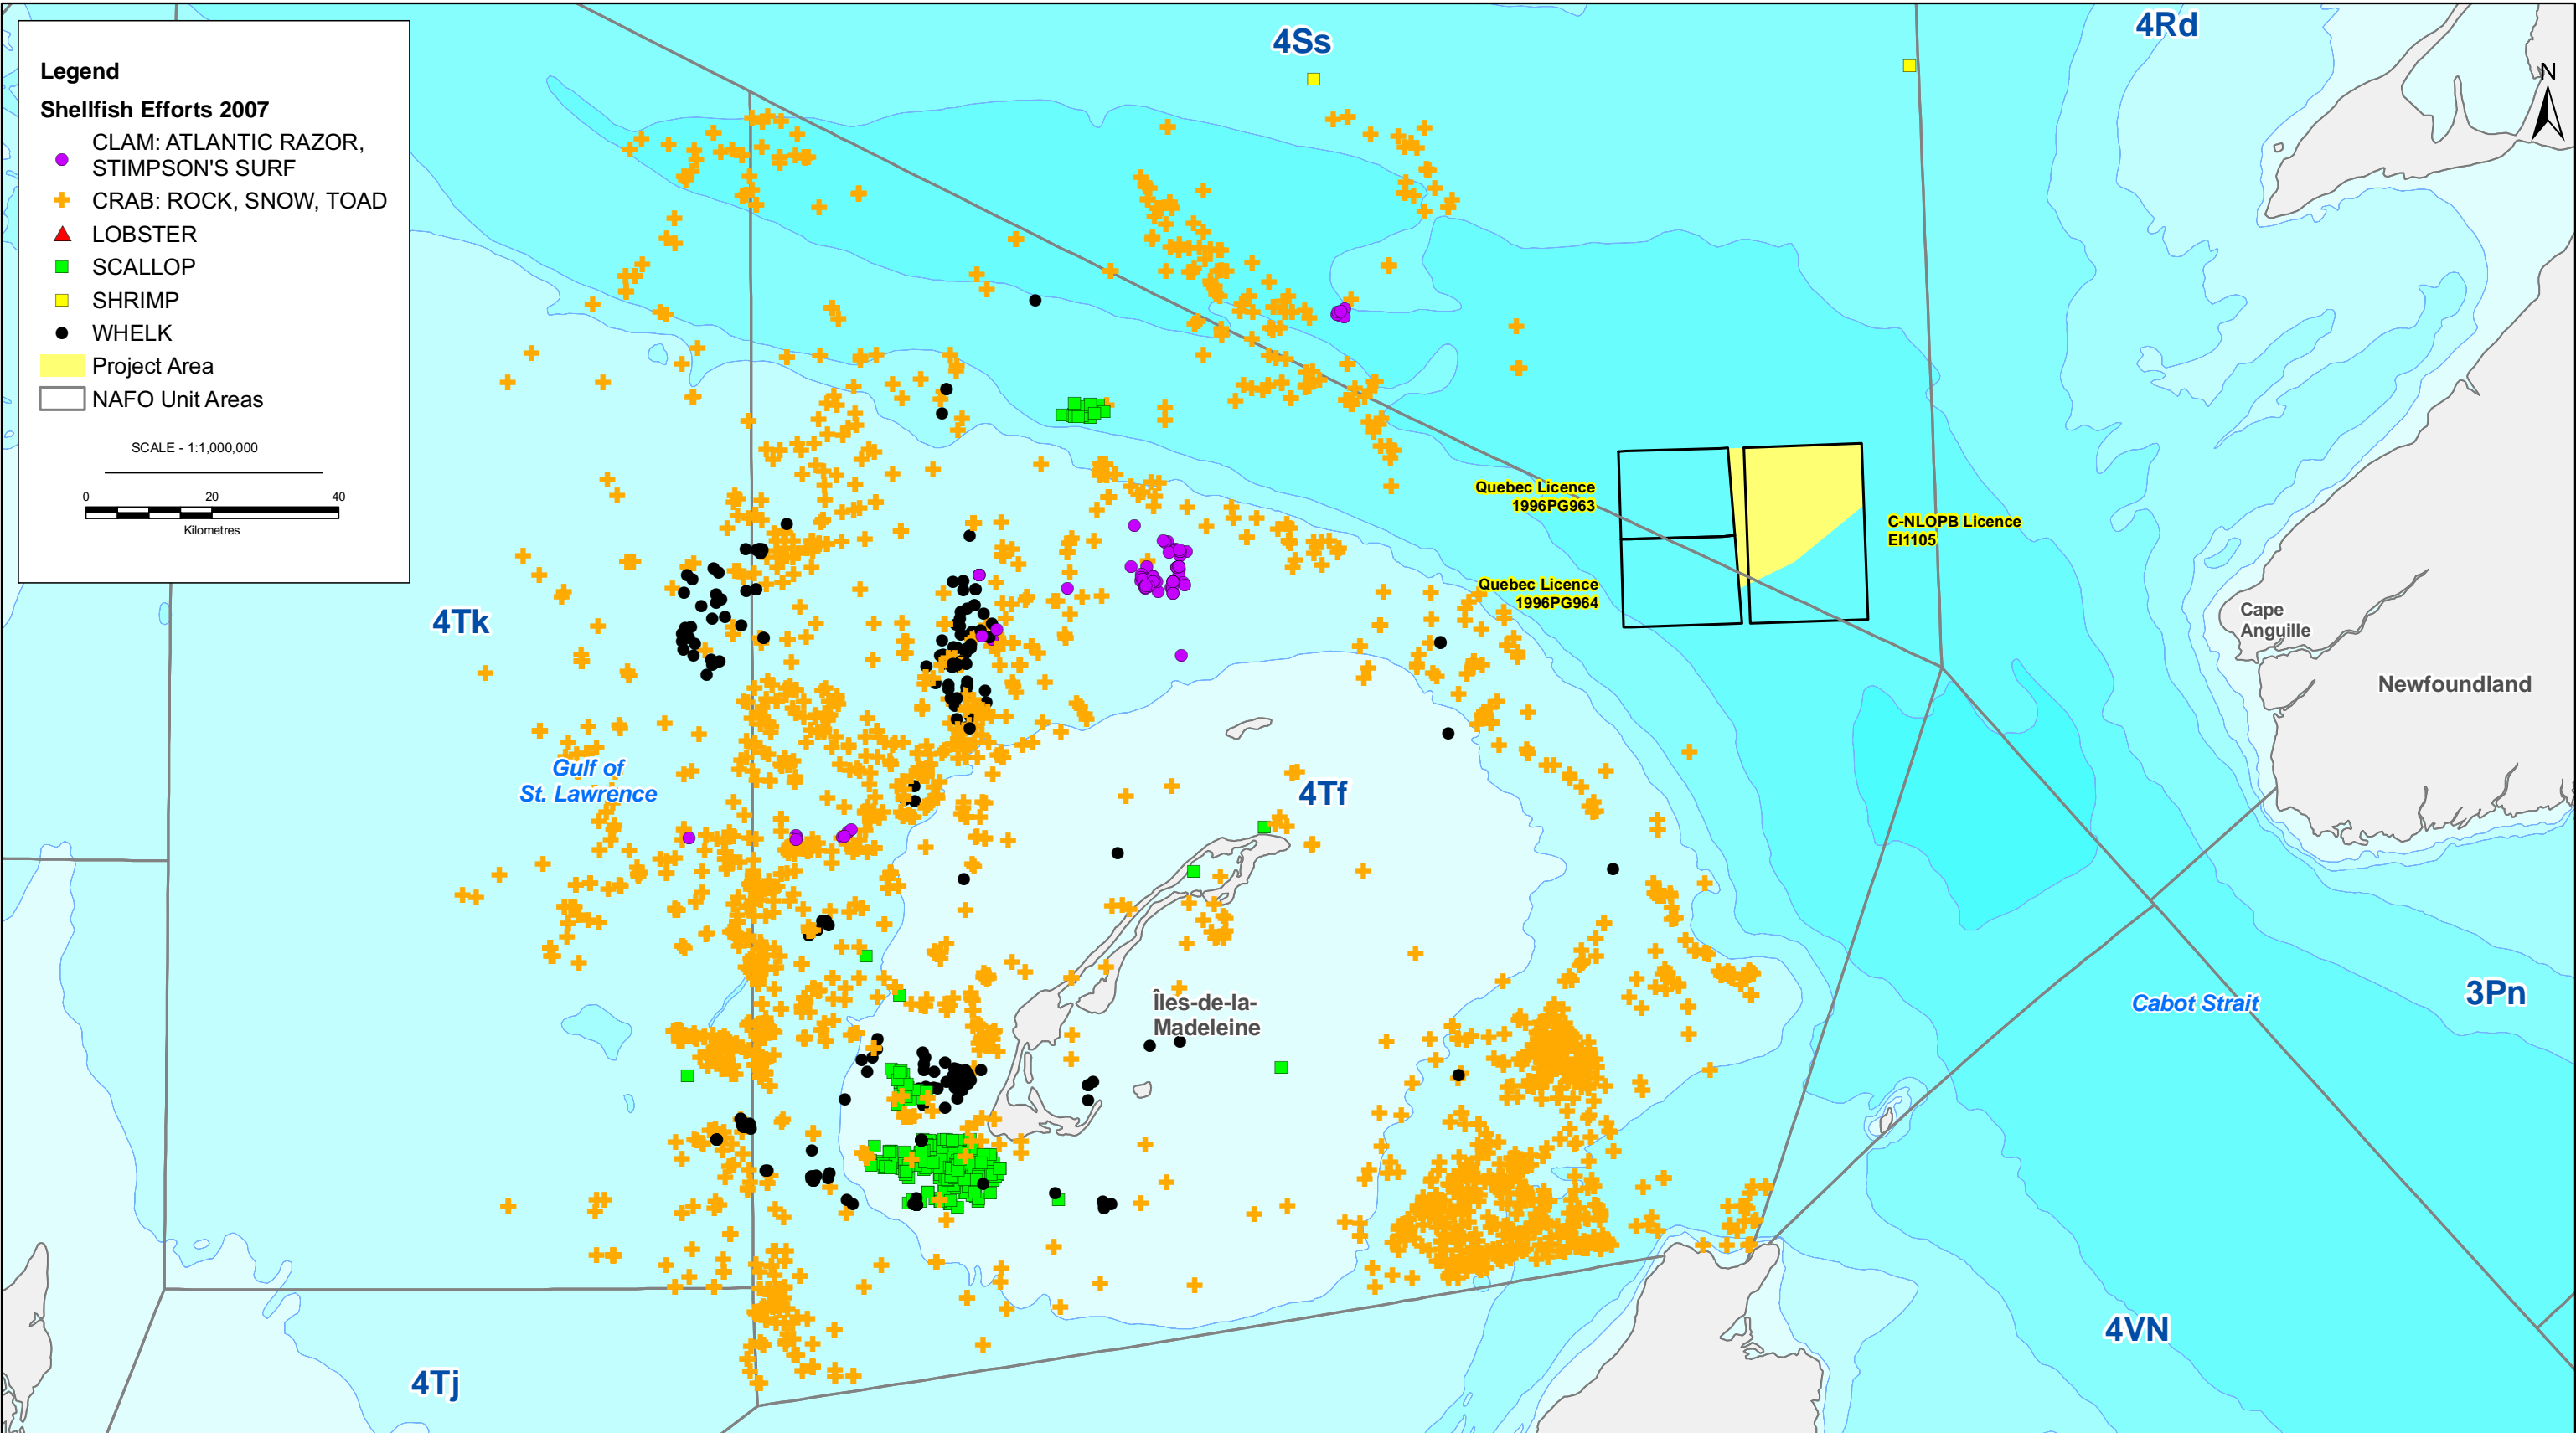 Legend
Shellfish Efforts 2007
CLAM: ATLANTIC RAZOR,
STIMPSON'S SURF
CRAB: ROCK, SNOW, TOAD
LOBSTER
SCALLOP
SHRIMP
WHELK
Project Area
NAFO Unit Areas
SCALE - 1:1,000,000
0 20 40
Kilometres
4Ss
4Rd
N
Quebec Licence
1996PG963
C-NLOPB Licence
EI1105
Quebec Licence
1996PG964
4Tk
Cape
Anguille
Newfoundland
Gulf of
St. Lawrence
4Tf
Îles-de-la-
Madeleine
Cabot Strait
3Pn
4VN
4Tj